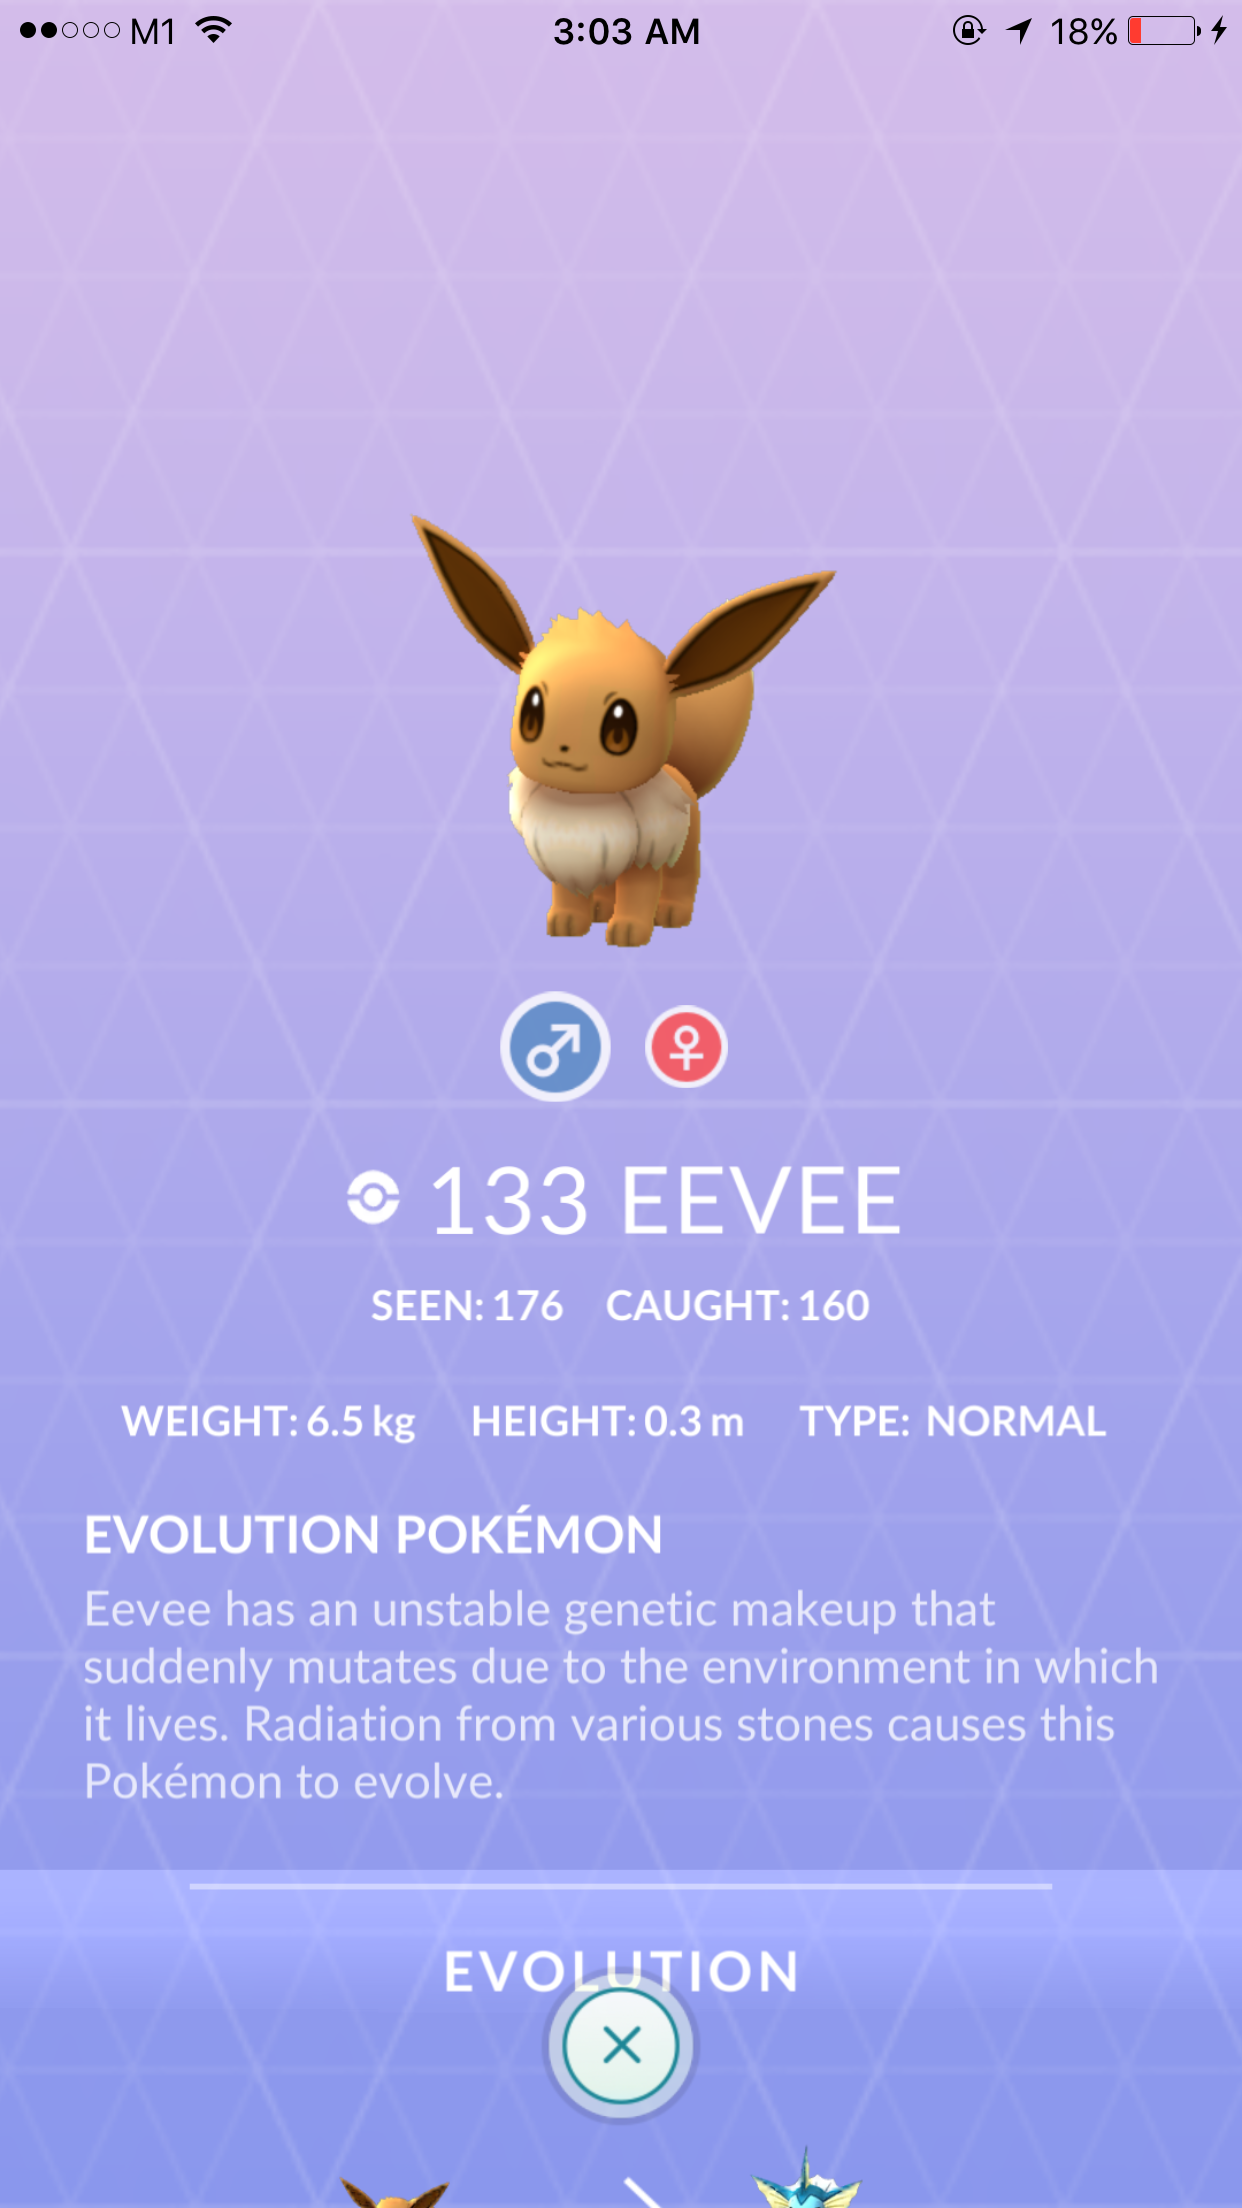 M1 3:03 AM 18%
133 EEVEE
SEEN: 176 CAUGHT: 160
WEIGHT: 6.5 kg HEIGHT: 0.3 m TYPE: NORMAL
EVOLUTION POKÉMON
Eevee has an unstable genetic makeup that
suddenly mutates due to the environment in which
it lives. Radiation from various stones causes this
Pokémon to evolve.
EVOLUTION